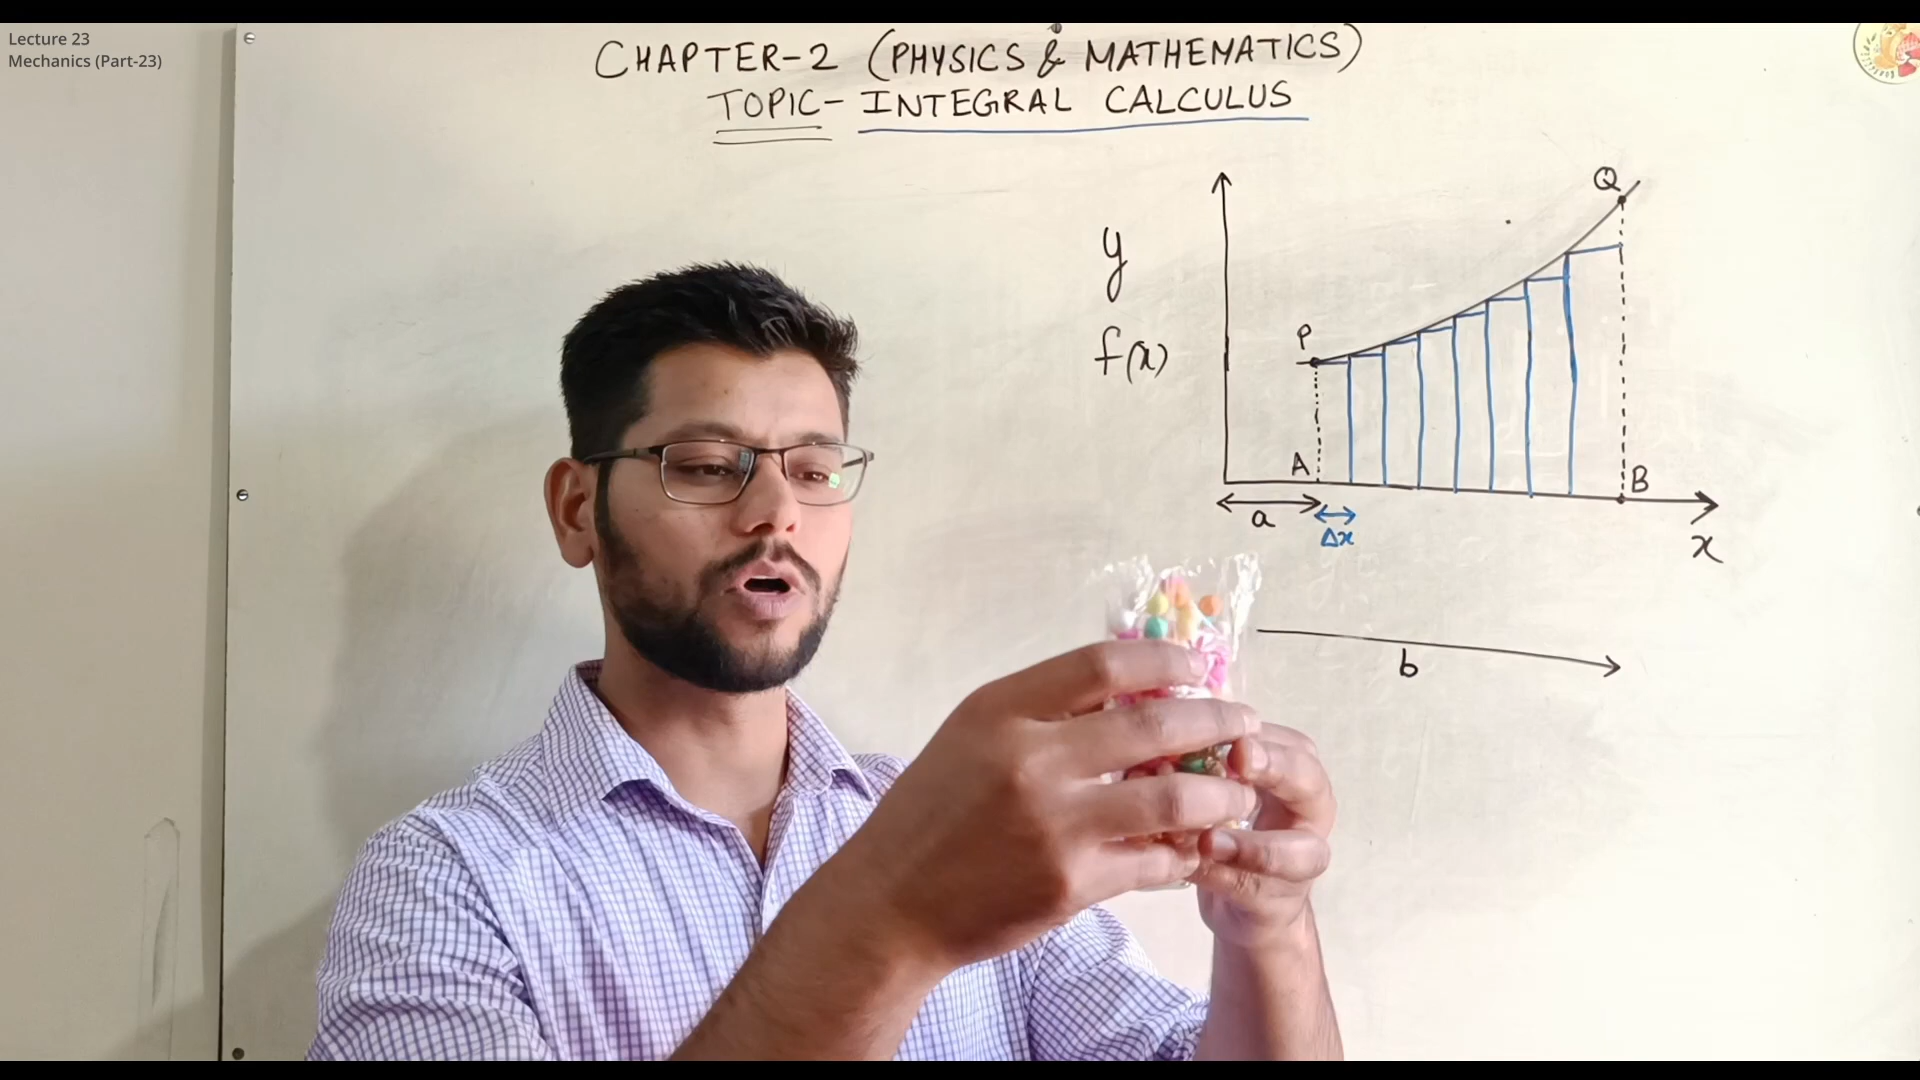 Lecture 23
Mechanics (Part-23)
CHAPTER-2 (PHYSICS & MATHEMATICS)
TOPIC- INTEGRAL CALCULUS
Q
y
P
f(x)
A
B
a
Δx
x
b